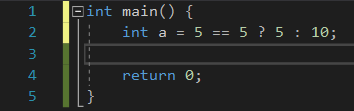 1 int main() {
2 int a = 5 == 5 ? 5 : 10;
3
4 return 0;
5 }